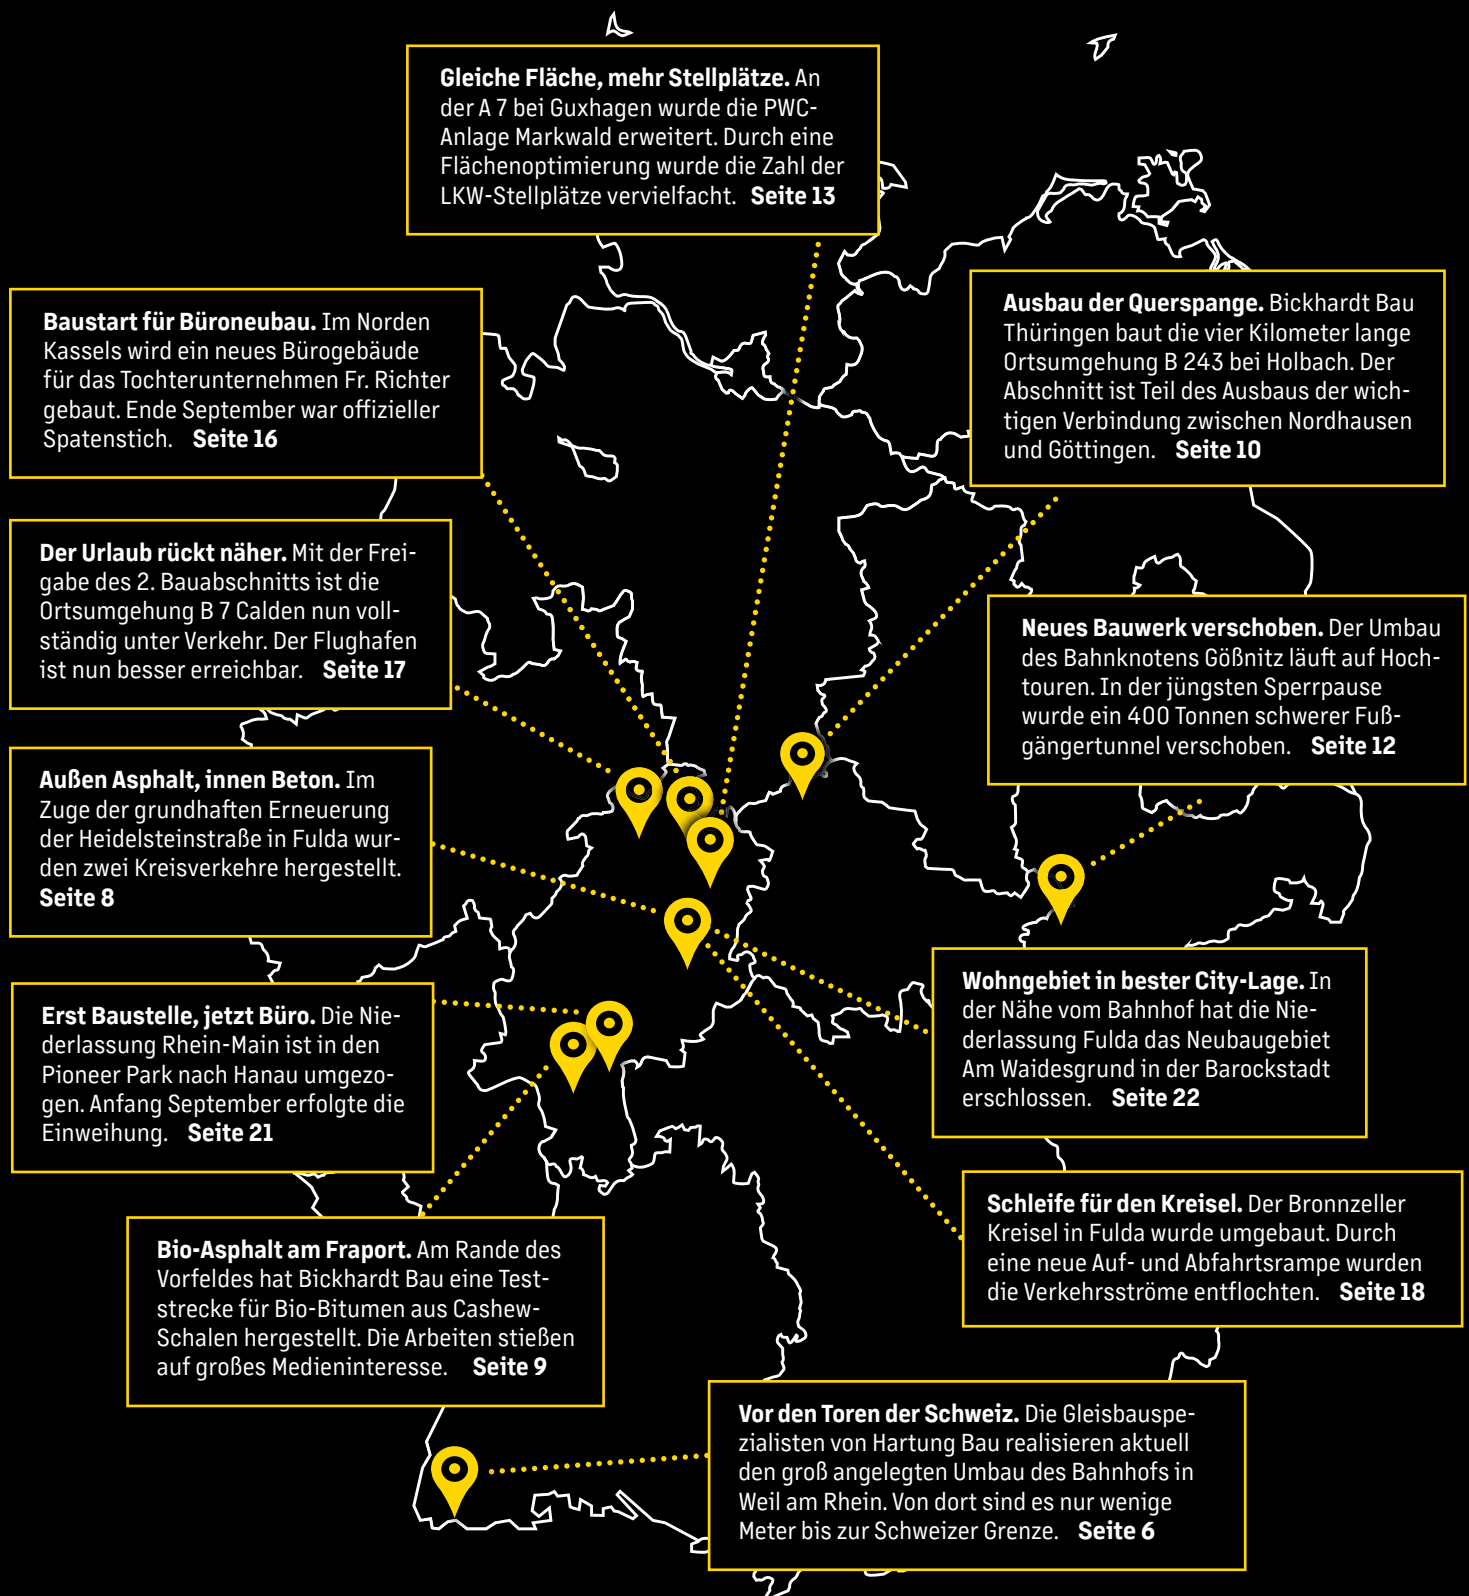 Gleiche Fläche, mehr Stellplätze. An
der A 7 bei Guxhagen wurde die PWC-
Anlage Markwald erweitert. Durch eine
Flächenoptimierung wurde die Zahl der
LKW-Stellplätze vervielfacht. Seite 13
Ausbau der Querspange. Bickhardt Bau
Thüringen baut die vier Kilometer lange
Ortsumgehung B 243 bei Holbach. Der
Abschnitt ist Teil des Ausbaus der wich-
tigen Verbindung zwischen Nordhausen
und Göttingen. Seite 10
Baustart für Büroneubau. Im Norden
Kassels wird ein neues Bürogebäude
für das Tochterunternehmen Fr. Richter
gebaut. Ende September war offizieller
Spatenstich. Seite 16
Der Urlaub rückt näher. Mit der Frei-
gabe des 2. Bauabschnitts ist die
Ortsumgehung B 7 Calden nun voll-
ständig unter Verkehr. Der Flughafen
ist nun besser erreichbar. Seite 17
Neues Bauwerk verschoben. Der Umbau
des Bahnknotens Gößnitz läuft auf Hoch-
touren. In der jüngsten Sperrpause
wurde ein 400 Tonnen schwerer Fuß-
gängertunnel verschoben. Seite 12
Außen Asphalt, innen Beton. Im
Zuge der grundhaften Erneuerung
der Heidelsteinstraße in Fulda wur-
den zwei Kreisverkehre hergestellt.
Seite 8
Wohngebiet in bester City-Lage. In
der Nähe vom Bahnhof hat die Nie-
derlassung Fulda das Neubaugebiet
Am Waidesgrund in der Barockstadt
erschlossen. Seite 22
Erst Baustelle, jetzt Büro. Die Nie-
derlassung Rhein-Main ist in den
Pioneer Park nach Hanau umgezo-
gen. Anfang September erfolgte die
Einweihung. Seite 21
Schleife für den Kreisel. Der Bronnzeller
Kreisel in Fulda wurde umgebaut. Durch
eine neue Auf- und Abfahrtsrampe wurden
die Verkehrsströme entflochten. Seite 18
Bio-Asphalt am Fraport. Am Rande des
Vorfeldes hat Bickhardt Bau eine Test-
strecke für Bio-Bitumen aus Cashew-
Schalen hergestellt. Die Arbeiten stießen
auf großes Medieninteresse. Seite 9
Vor den Toren der Schweiz. Die Gleisbauspe-
zialisten von Hartung Bau realisieren aktuell
den groß angelegten Umbau des Bahnhofs in
Weil am Rhein. Von dort sind es nur wenige
Meter bis zur Schweizer Grenze. Seite 6